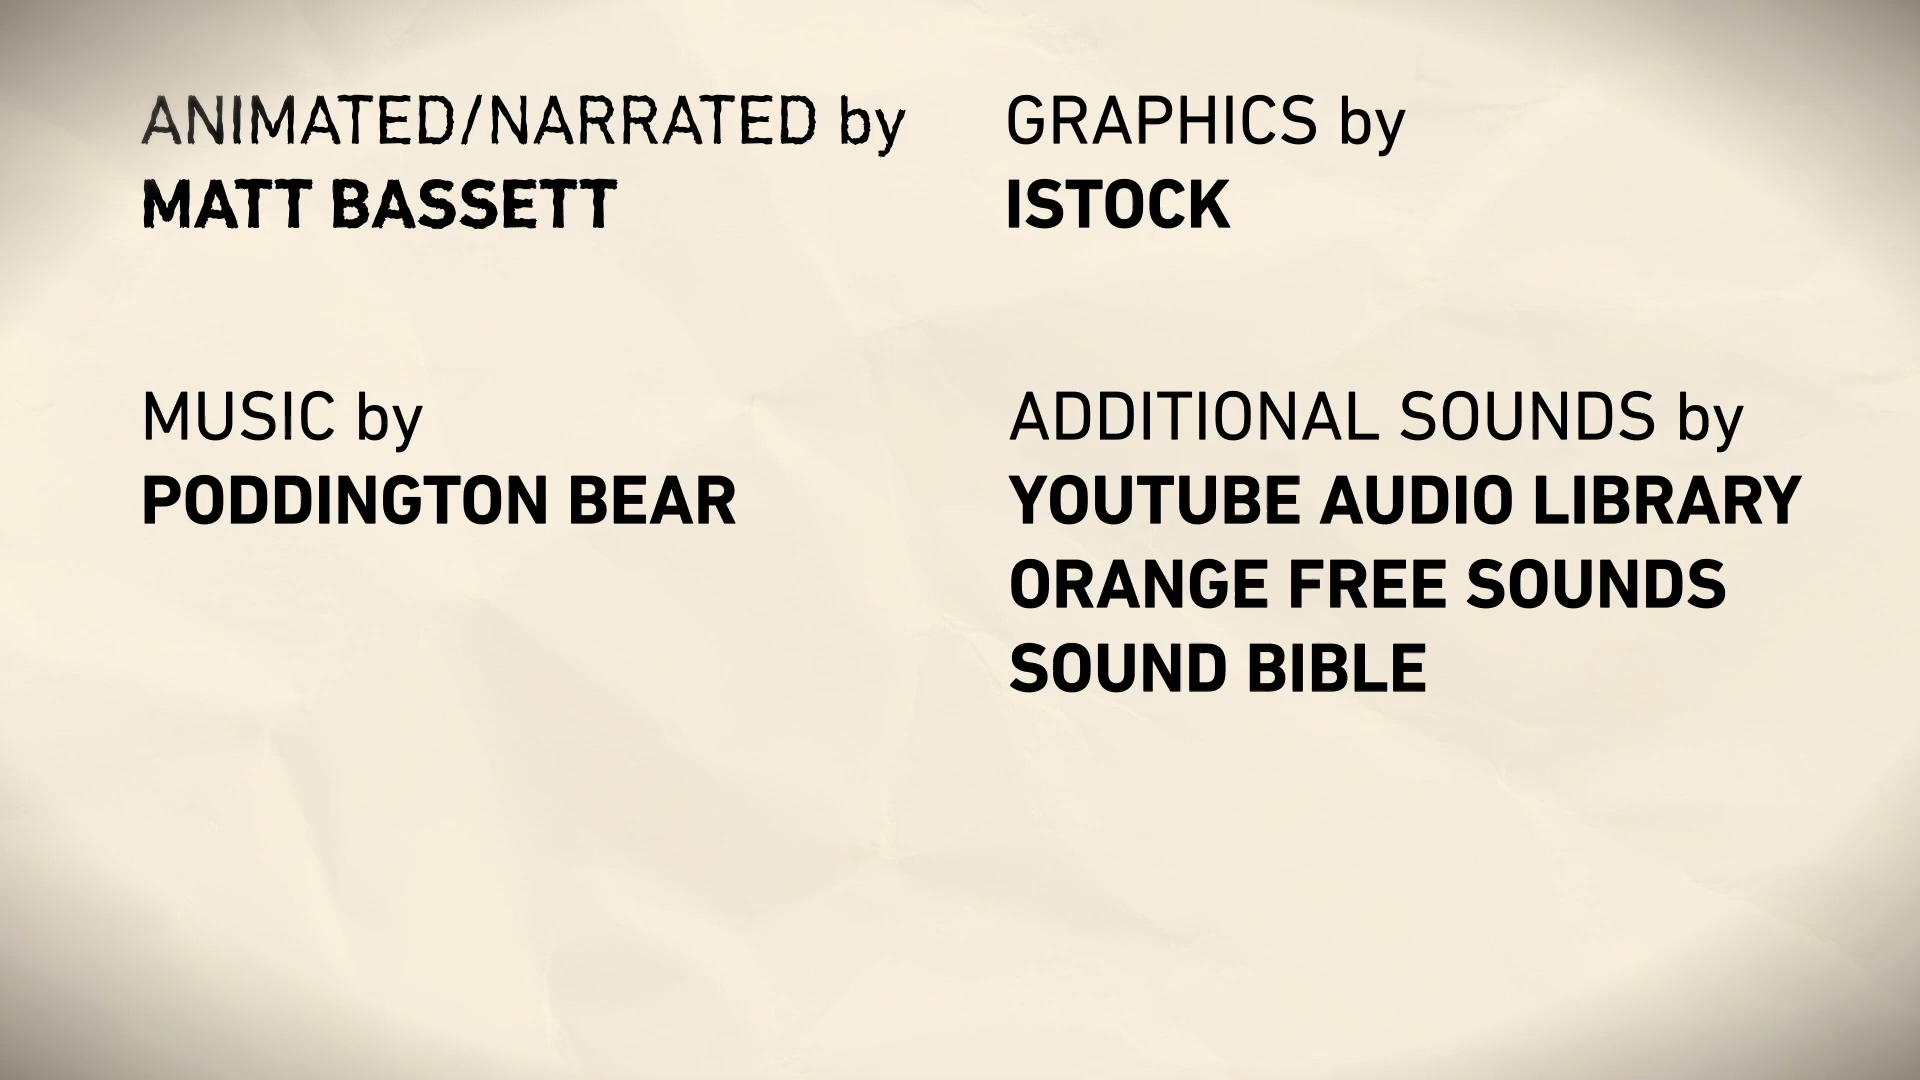 ANIMATED/NARRATED by
MATT BASSETT
GRAPHICS by
ISTOCK
MUSIC by
PODDINGTON BEAR
ADDITIONAL SOUNDS by
YOUTUBE AUDIO LIBRARY
ORANGE FREE SOUNDS
SOUND BIBLE